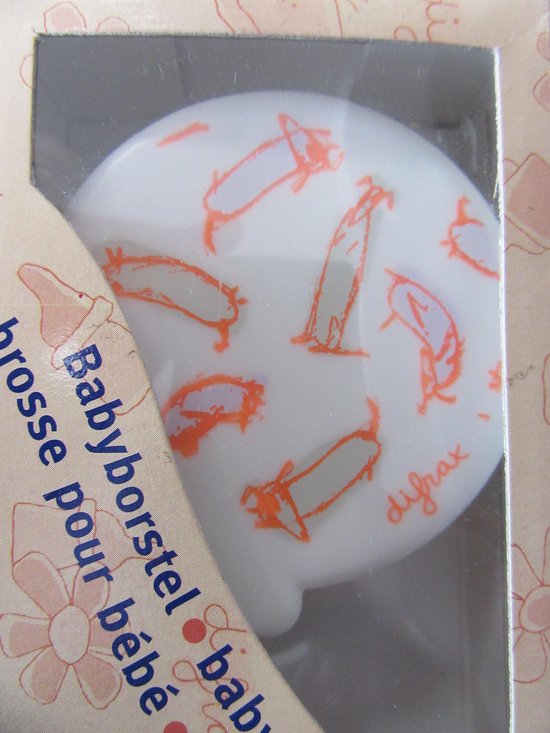 difrax
Babyborstel • baby
brosse pour bébé •